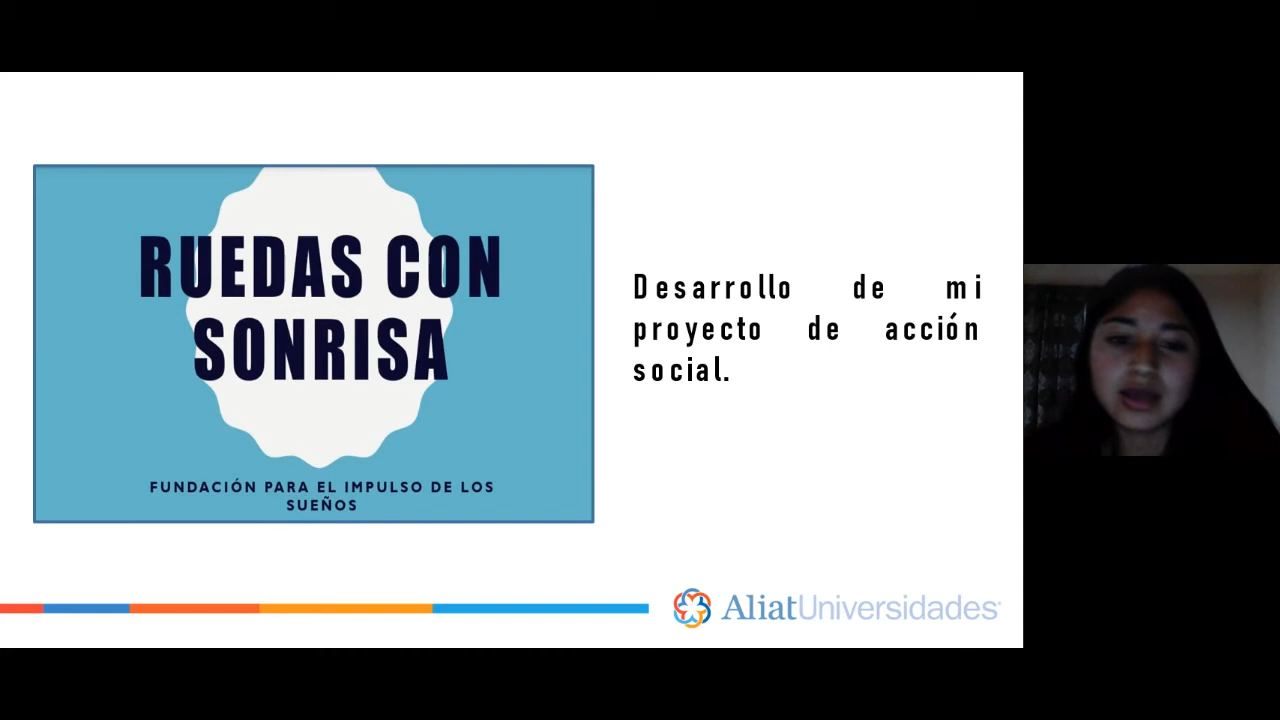 RUEDAS CON
SONRISA
FUNDACIÓN PARA EL IMPULSO DE LOS
SUEÑOS
Desarrollo de mi
proyecto de acción
social.
AliatUniversidades